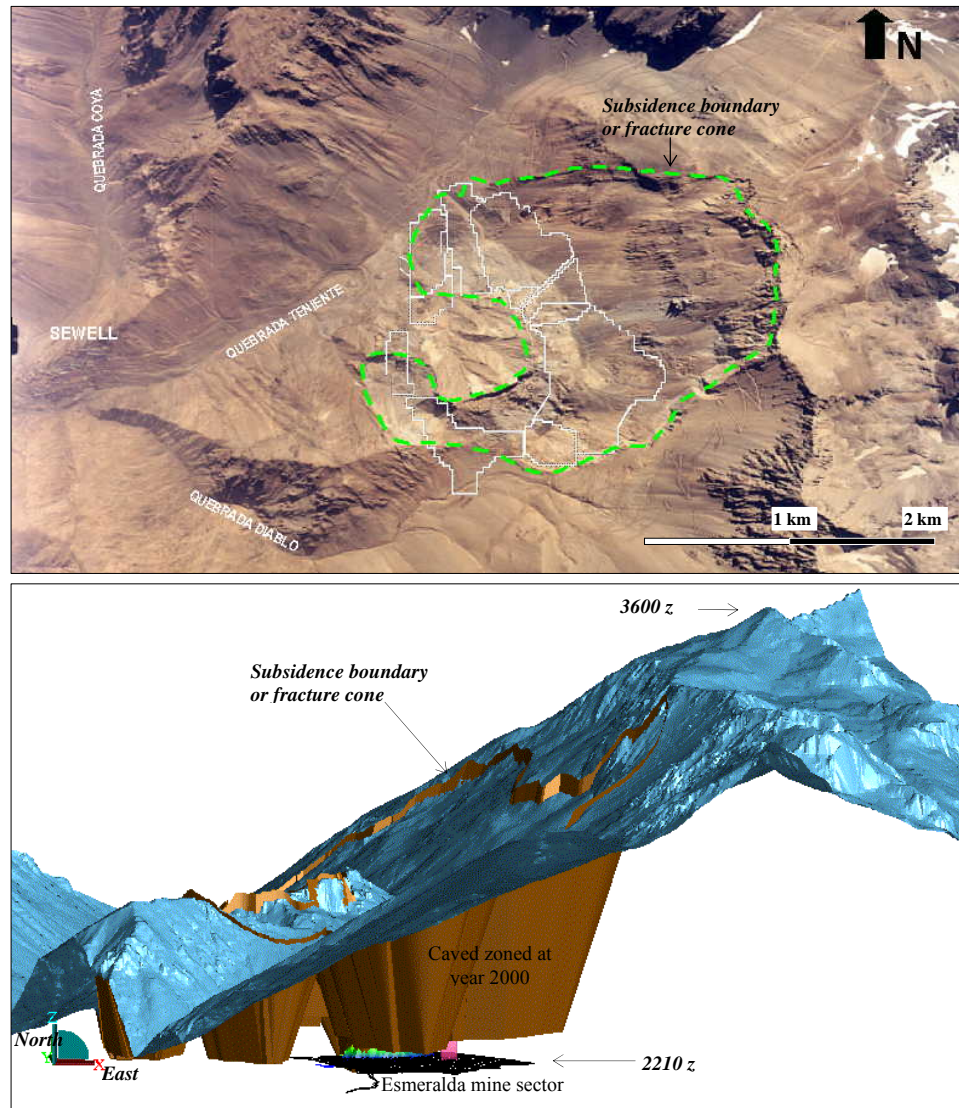 N
Subsidence boundary
or fracture cone
QUEBRADA COYA
SEWELL
QUEBRADA TENIENTE
QUEBRADA DIABLO
1 km
2 km
3600 z
Subsidence boundary
or fracture cone
Caved zoned at
year 2000
Z
North
Y
X
East
2210 z
Esmeralda mine sector